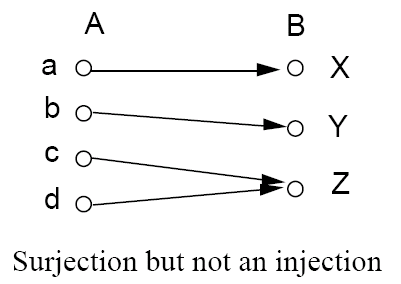 A B
a X
b Y
c Z
d
Surjection but not an injection